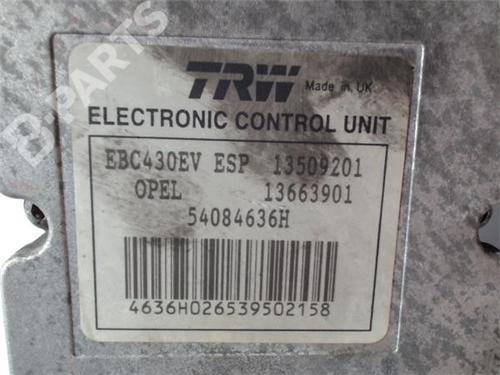 B-PARTS
TRW Made in UK
ELECTRONIC CONTROL UNIT
EBC430EV ESP 13509201
OPEL 13663901
54084636H
4636H026539502158